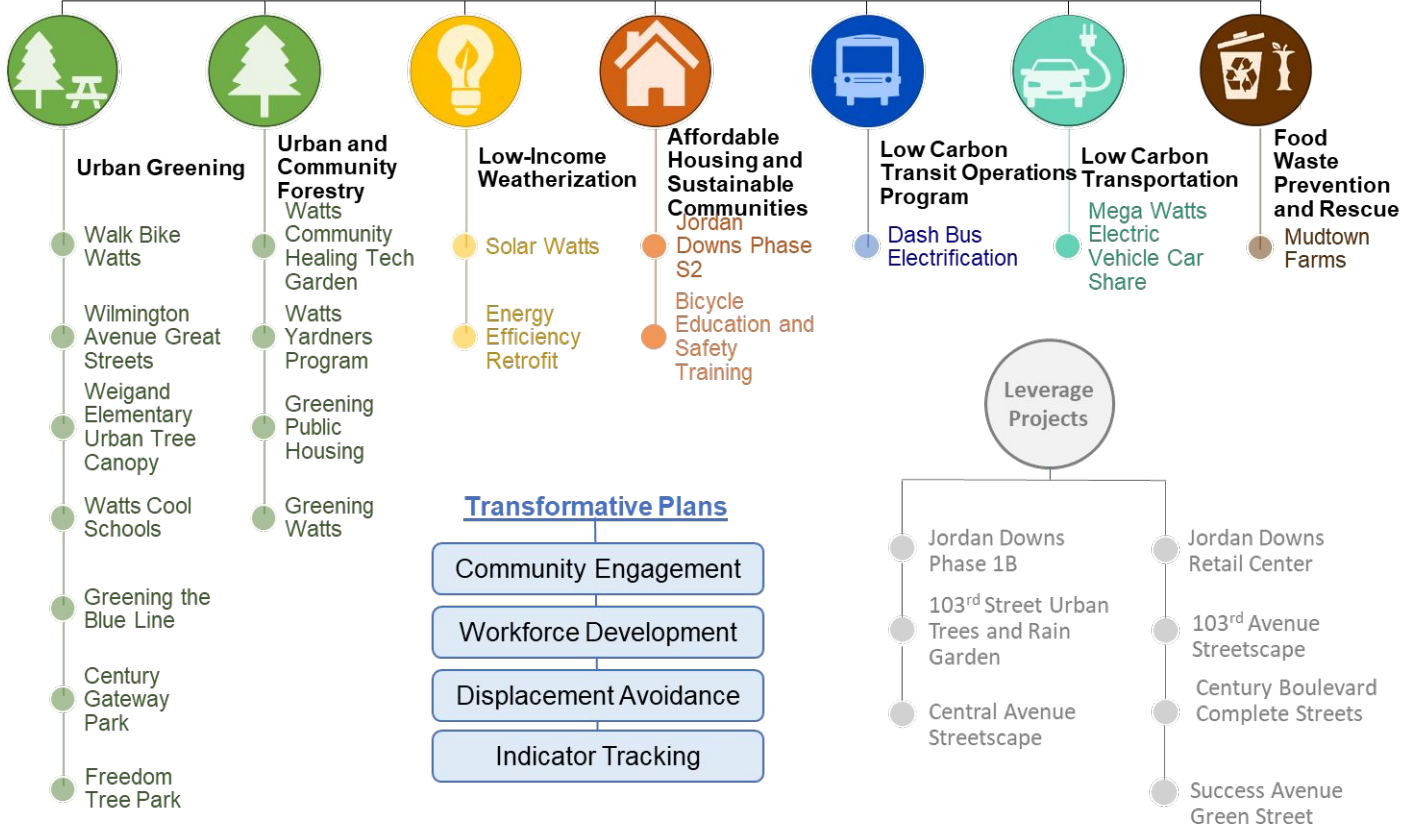 Urban Greening
Walk Bike
Watts
Wilmington
Avenue Great
Streets
Weigand
Elementary
Urban Tree
Canopy
Watts Cool
Schools
Greening the
Blue Line
Century
Gateway
Park
Freedom
Tree Park
Urban and
Community
Forestry
Watts
Community
Healing Tech
Garden
Watts
Yardners
Program
Greening
Public
Housing
Greening
Watts
Low-Income
Weatherization
Solar Watts
Energy
Efficiency
Retrofit
Affordable
Housing and
Sustainable
Communities
Jordan
Downs Phase
S2
Bicycle
Education and
Safety
Training
Low Carbon
Transit Operations
Program
Dash Bus
Electrification
Low Carbon
Transportation
Mega Watts
Electric
Vehicle Car
Share
Food
Waste
Prevention
and Rescue
Mudtown
Farms
Transformative Plans
Community Engagement
Workforce Development
Displacement Avoidance
Indicator Tracking
Leverage
Projects
Jordan Downs
Phase 1B
103rd Street Urban
Trees and Rain
Garden
Central Avenue
Streetscape
Jordan Downs
Retail Center
103rd Avenue
Streetscape
Century Boulevard
Complete Streets
Success Avenue
Green Street